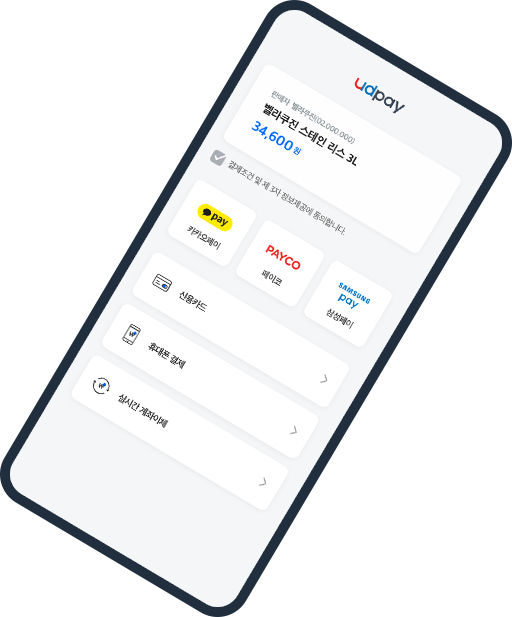 udpay
판매자 벨라쿠진(02.000.000)
벨라쿠진 스테인 리스 3L
34,600원
결제조건 및 제 3자 정보제공에 동의합니다.
pay
카카오페이
PAYCO
페이코
SAMSUNG
pay
삼성페이
신용카드
휴대폰 결제
실시간 계좌이체